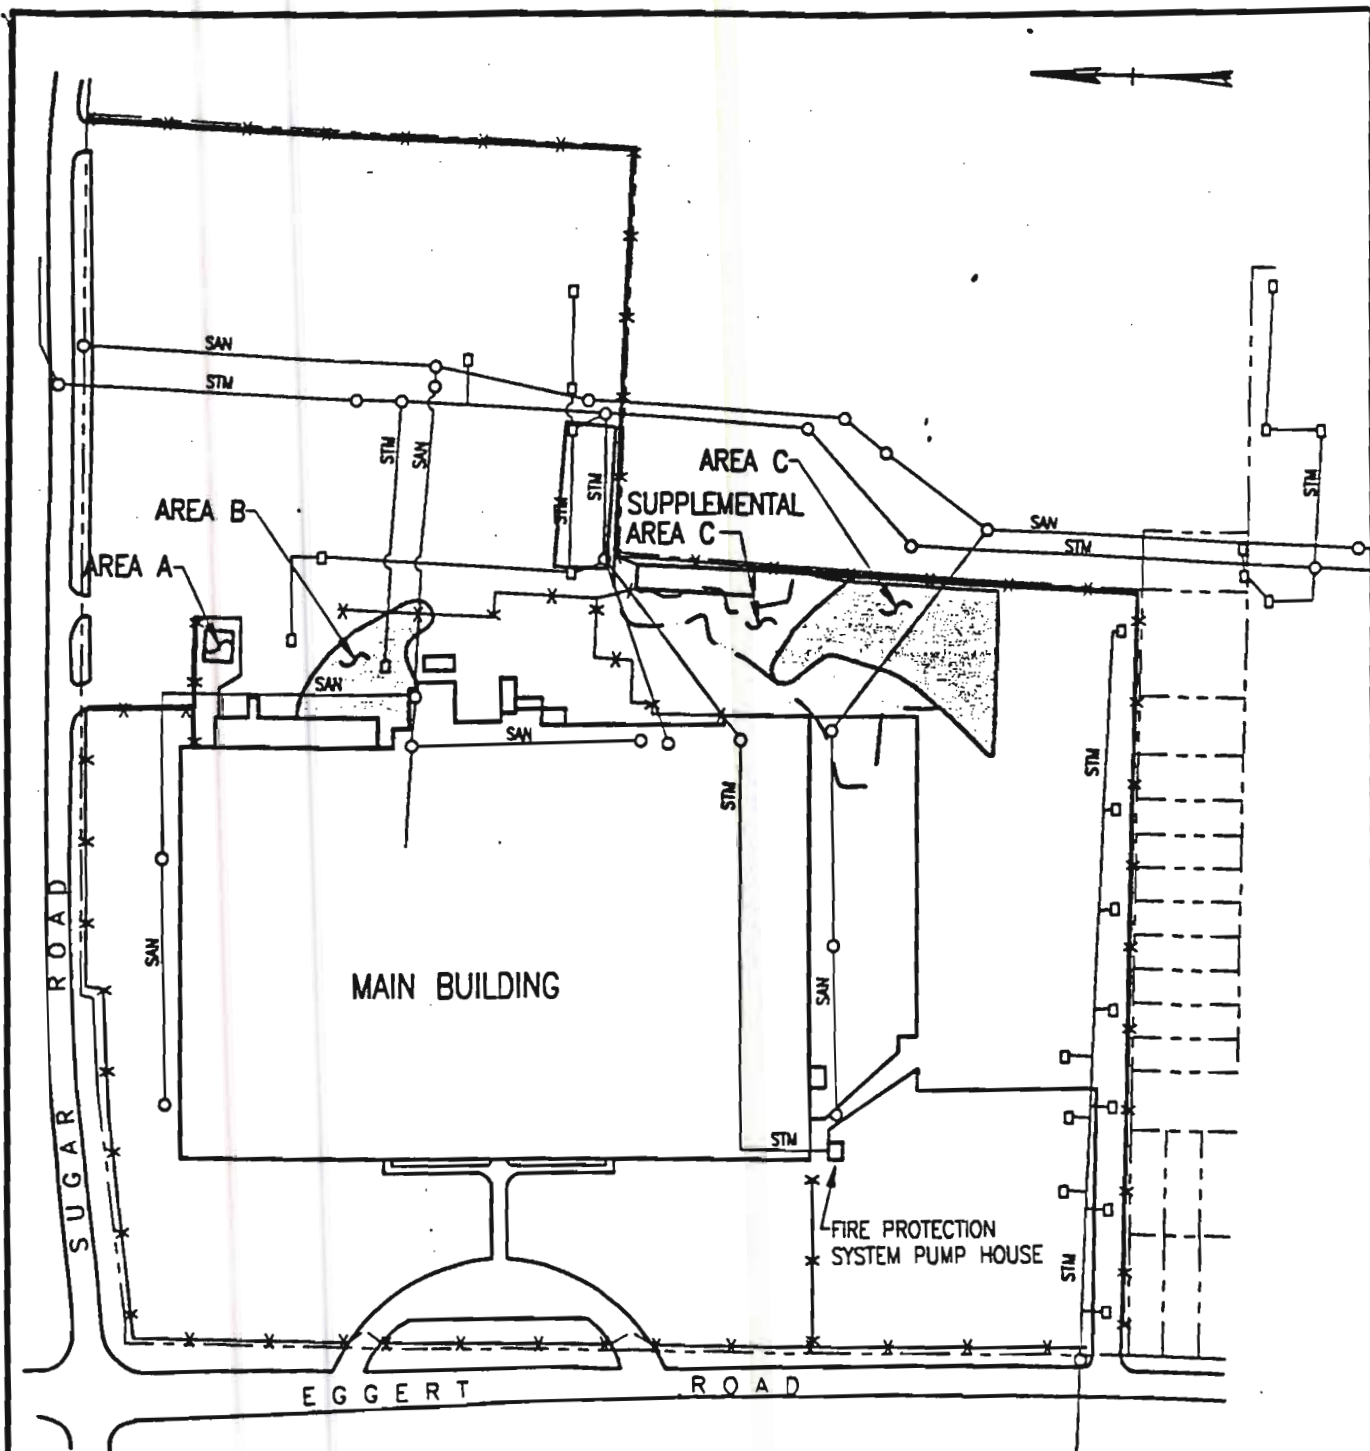 SAN
STM
STM
SAN
AREA C
STM
STM
SUPPLEMENTAL
AREA C
STM
AREA B
SAN
STM
AREA A
SAN
SAN
STM
STM
SUGAR ROAD
SAN
SAN
MAIN BUILDING
STM
FIRE PROTECTION
SYSTEM PUMP HOUSE
STM
EGGERT ROAD